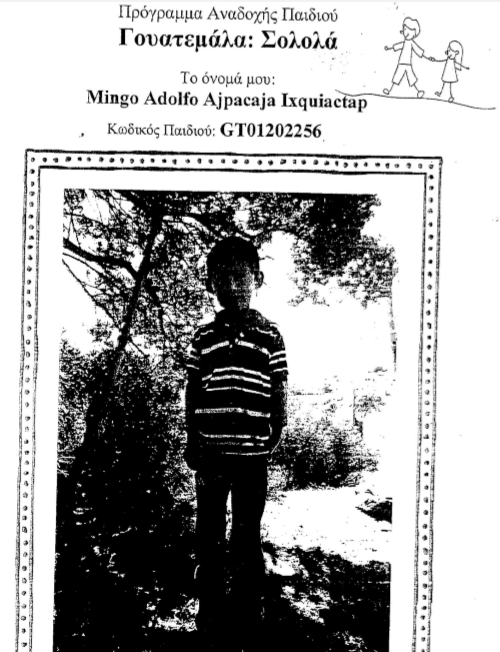 Πρόγραμμα Αναδοχής Παιδιού
Γουατεμάλα: Σολολά
Το όνομά μου:
Mingo Adolfo Ajpacaja Ixquiactap
Κωδικός Παιδιού: GT01202256